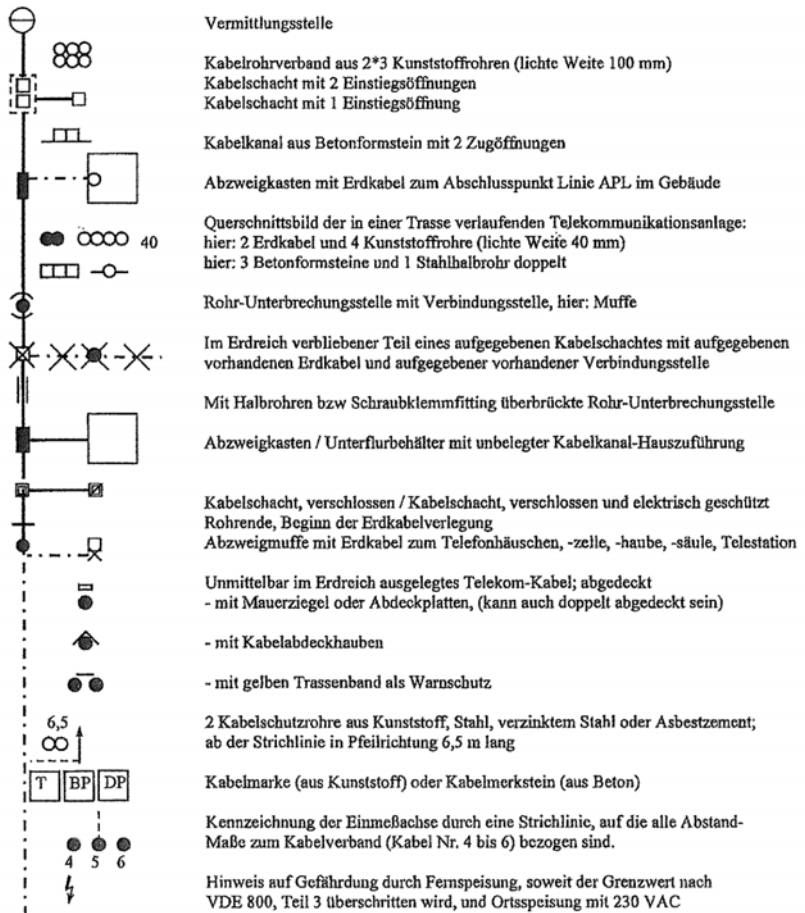 Vermittlungsstelle
Kabelrohrverband aus 2*3 Kunststoffrohren (lichte Weite 100 mm)
Kabelschacht mit 2 Einstiegsöffnungen
Kabelschacht mit 1 Einstiegsöffnung
Kabelkanal aus Betonformstein mit 2 Zugöffnungen
Abzweigkasten mit Erdkabel zum Abschlusspunkt Linie APL im Gebäude
Querschnittsbild der in einer Trasse verlaufenden Telekommunikationsanlage:
40 hier: 2 Erdkabel und 4 Kunststoffrohre (lichte Weite 40 mm)
hier: 3 Betonformsteine und 1 Stahlhalbrohr doppelt
Rohr-Unterbrechungsstelle mit Verbindungsstelle, hier: Muffe
Im Erdreich verbliebener Teil eines aufgegebenen Kabelschachtes mit aufgegebenen
vorhandenen Erdkabel und aufgegebener vorhandener Verbindungsstelle
Mit Halbrohren bzw Schraubklemmfitting überbrückte Rohr-Unterbrechungsstelle
Abzweigkasten / Unterflurbehälter mit unbelegter Kabelkanal-Hauszuführung
Kabelschacht, verschlossen / Kabelschacht, verschlossen und elektrisch geschützt
Rohrende, Beginn der Erdkabelverlegung
Abzweigmuffe mit Erdkabel zum Telefonhäuschen, -zelle, -haube, -säule, Telestation
Unmittelbar im Erdreich ausgelegtes Telekom-Kabel; abgedeckt
- mit Mauerziegel oder Abdeckplatten, (kann auch doppelt abgedeckt sein)
- mit Kabelabdeckhauben
- mit gelben Trassenband als Warnschutz
6,5 2 Kabelschutzrohre aus Kunststoff, Stahl, verzinktem Stahl oder Asbestzement;
ab der Strichlinie in Pfeilrichtung 6,5 m lang
T BP DP Kabelmarke (aus Kunststoff) oder Kabelmerkstein (aus Beton)
Kennzeichnung der Einmeßachse durch eine Strichlinie, auf die alle Abstand-
Maße zum Kabelverband (Kabel Nr. 4 bis 6) bezogen sind.
4 5 6
Hinweis auf Gefährdung durch Fernspeisung, soweit der Grenzwert nach
VDE 800, Teil 3 überschritten wird, und Ortsspeisung mit 230 VAC